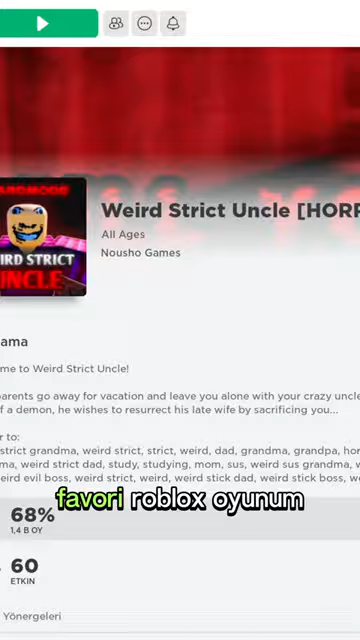 Weird Strict Uncle [HORR
All Ages
Nousho Games
HARDMODE
IRD STRICT
UNCLE
ama
me to Weird Strict Uncle!
parents go away for vacation and leave you alone with your crazy uncle
f a demon, he wishes to resurrect his late wife by sacrificing you...
r to:
strict grandma, weird strict, strict, weird, dad, grandma, grandpa, hor
ma, weird strict dad, study, studying, mom, sus, weird sus grandma, w
eird evil boss, weird strict, weird, weird stick dad, weird stick boss, we
favori roblox oyunum
68%
1,4 B OY
60
ETKIN
Yönergeleri